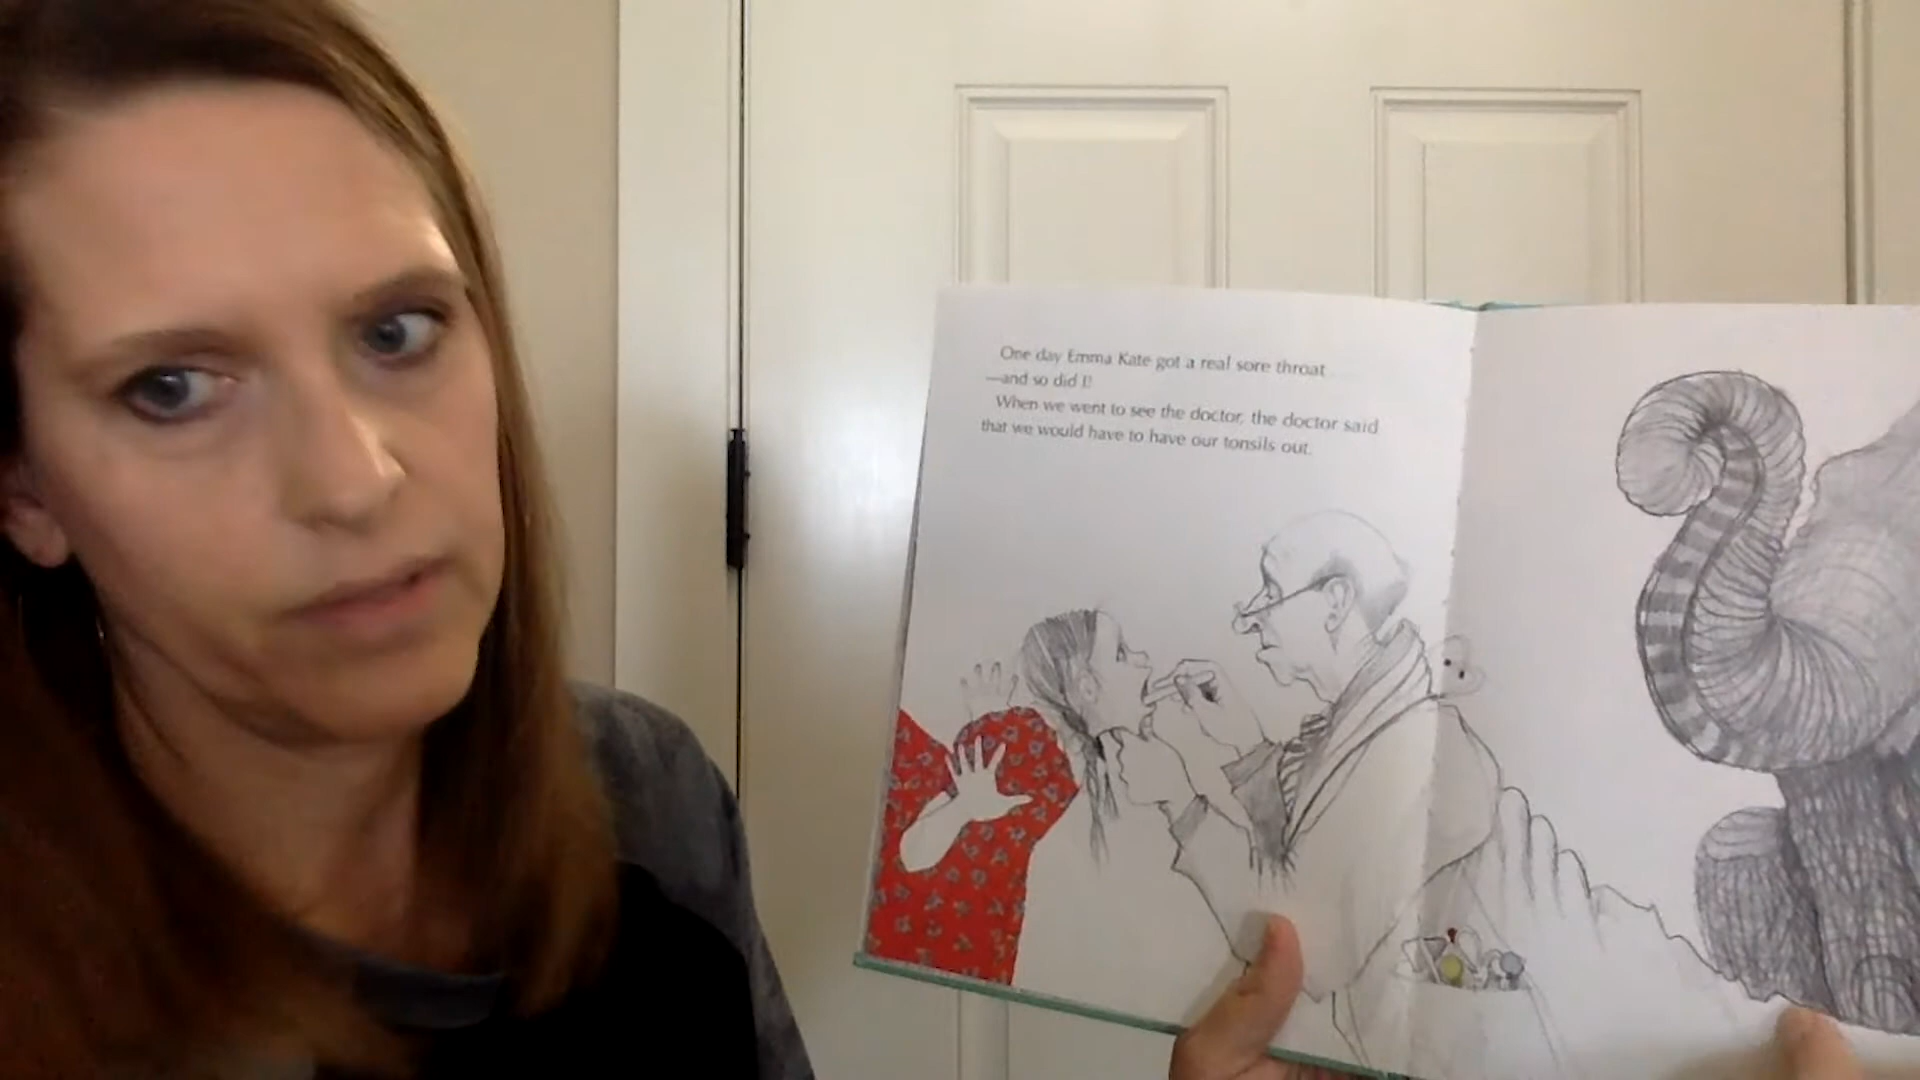 One day Emma Kate got a real sore throat
—and so did I!
When we went to see the doctor, the doctor said
that we would have to have our tonsils out.